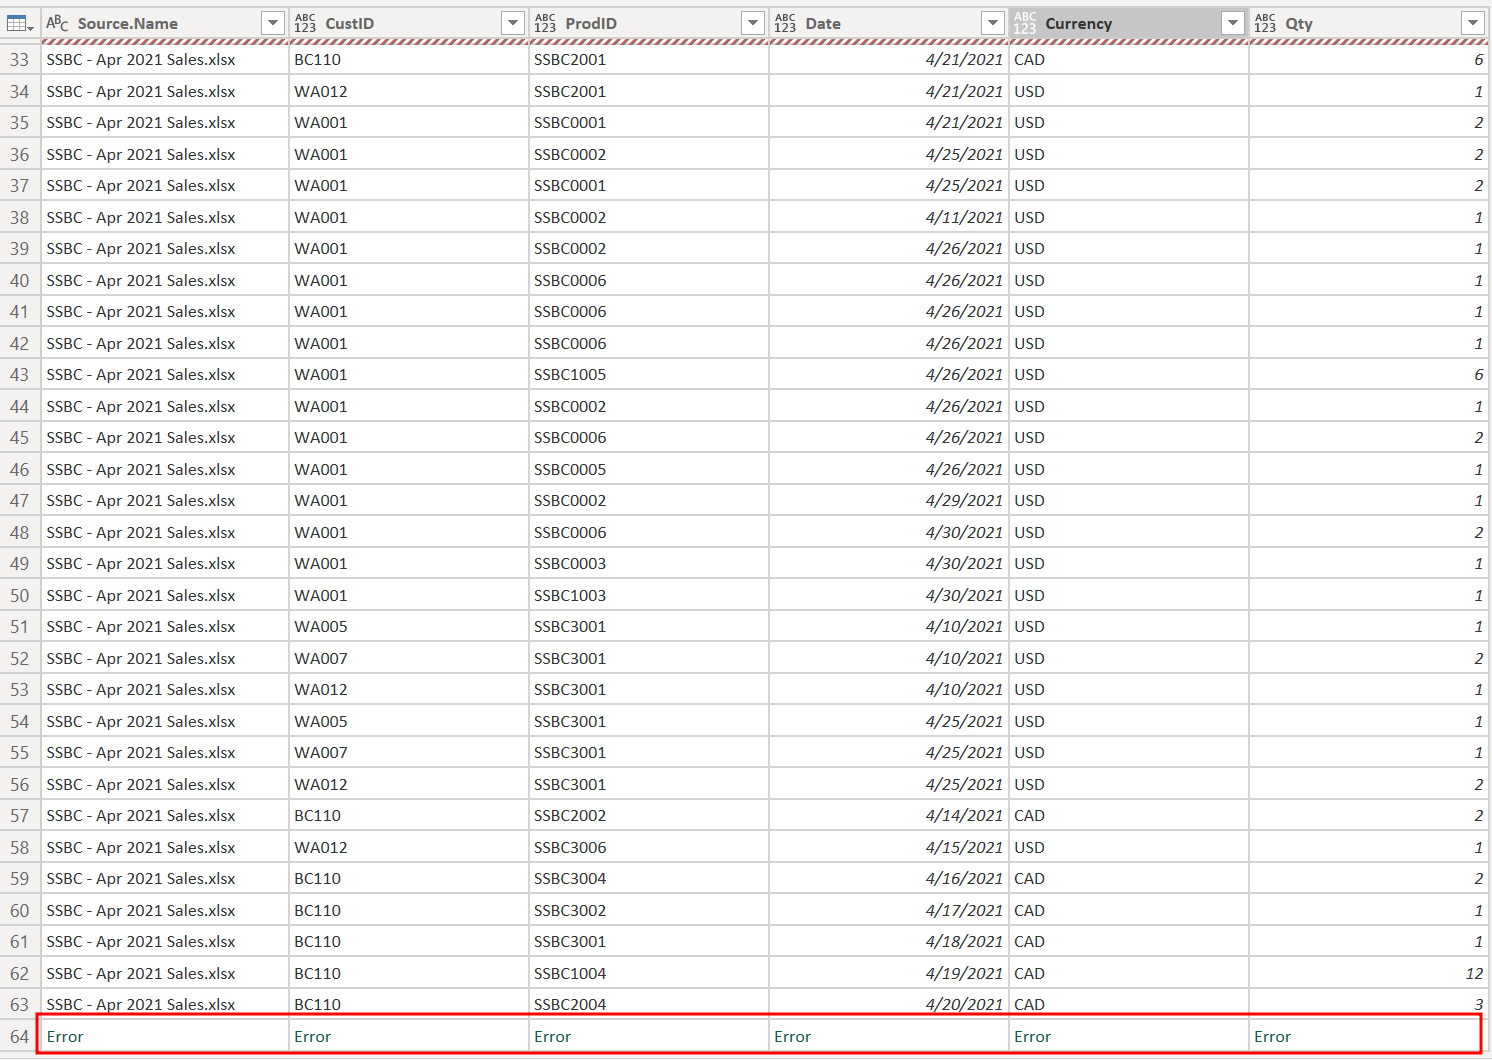 ABC Source.Name ABC 123 CustID ABC 123 ProdID ABC 123 Date ABC 123 Currency ABC 123 Qty
33 SSBC - Apr 2021 Sales.xlsx BC110 SSBC2001 4/21/2021 CAD 6
34 SSBC - Apr 2021 Sales.xlsx WA012 SSBC2001 4/21/2021 USD 1
35 SSBC - Apr 2021 Sales.xlsx WA001 SSBC0001 4/21/2021 USD 2
36 SSBC - Apr 2021 Sales.xlsx WA001 SSBC0002 4/25/2021 USD 2
37 SSBC - Apr 2021 Sales.xlsx WA001 SSBC0001 4/25/2021 USD 2
38 SSBC - Apr 2021 Sales.xlsx WA001 SSBC0002 4/11/2021 USD 1
39 SSBC - Apr 2021 Sales.xlsx WA001 SSBC0002 4/26/2021 USD 1
40 SSBC - Apr 2021 Sales.xlsx WA001 SSBC0006 4/26/2021 USD 1
41 SSBC - Apr 2021 Sales.xlsx WA001 SSBC0006 4/26/2021 USD 1
42 SSBC - Apr 2021 Sales.xlsx WA001 SSBC0006 4/26/2021 USD 1
43 SSBC - Apr 2021 Sales.xlsx WA001 SSBC1005 4/26/2021 USD 6
44 SSBC - Apr 2021 Sales.xlsx WA001 SSBC0002 4/26/2021 USD 1
45 SSBC - Apr 2021 Sales.xlsx WA001 SSBC0006 4/26/2021 USD 2
46 SSBC - Apr 2021 Sales.xlsx WA001 SSBC0005 4/26/2021 USD 1
47 SSBC - Apr 2021 Sales.xlsx WA001 SSBC0002 4/29/2021 USD 1
48 SSBC - Apr 2021 Sales.xlsx WA001 SSBC0006 4/30/2021 USD 2
49 SSBC - Apr 2021 Sales.xlsx WA001 SSBC0003 4/30/2021 USD 1
50 SSBC - Apr 2021 Sales.xlsx WA001 SSBC1003 4/30/2021 USD 1
51 SSBC - Apr 2021 Sales.xlsx WA005 SSBC3001 4/10/2021 USD 1
52 SSBC - Apr 2021 Sales.xlsx WA007 SSBC3001 4/10/2021 USD 2
53 SSBC - Apr 2021 Sales.xlsx WA012 SSBC3001 4/10/2021 USD 1
54 SSBC - Apr 2021 Sales.xlsx WA005 SSBC3001 4/25/2021 USD 1
55 SSBC - Apr 2021 Sales.xlsx WA007 SSBC3001 4/25/2021 USD 1
56 SSBC - Apr 2021 Sales.xlsx WA012 SSBC3001 4/25/2021 USD 2
57 SSBC - Apr 2021 Sales.xlsx BC110 SSBC2002 4/14/2021 CAD 2
58 SSBC - Apr 2021 Sales.xlsx WA012 SSBC3006 4/15/2021 USD 1
59 SSBC - Apr 2021 Sales.xlsx BC110 SSBC3004 4/16/2021 CAD 2
60 SSBC - Apr 2021 Sales.xlsx BC110 SSBC3002 4/17/2021 CAD 1
61 SSBC - Apr 2021 Sales.xlsx BC110 SSBC3001 4/18/2021 CAD 1
62 SSBC - Apr 2021 Sales.xlsx BC110 SSBC1004 4/19/2021 CAD 12
63 SSBC - Apr 2021 Sales.xlsx BC110 SSBC2004 4/20/2021 CAD 3
64 Error Error Error Error Error Error